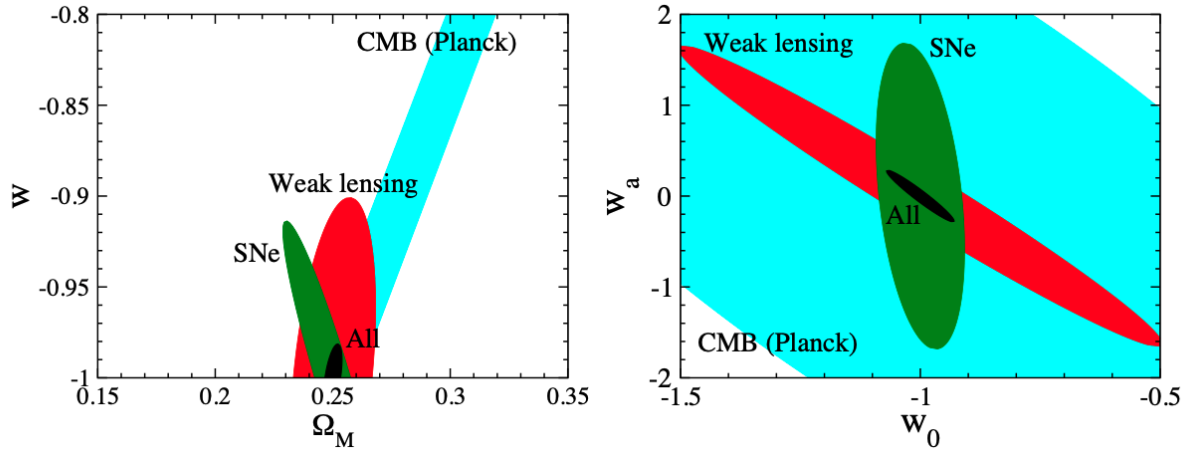 -0.8
CMB (Planck)
-0.85
w
Weak lensing
-0.9
SNe
-0.95
All
-1
0.15 0.2 0.25 0.3 0.35
Ω_M
2
Weak lensing
SNe
1
w_a
0
All
-1
CMB (Planck)
-2
-1.5 -1 -0.5
w_0